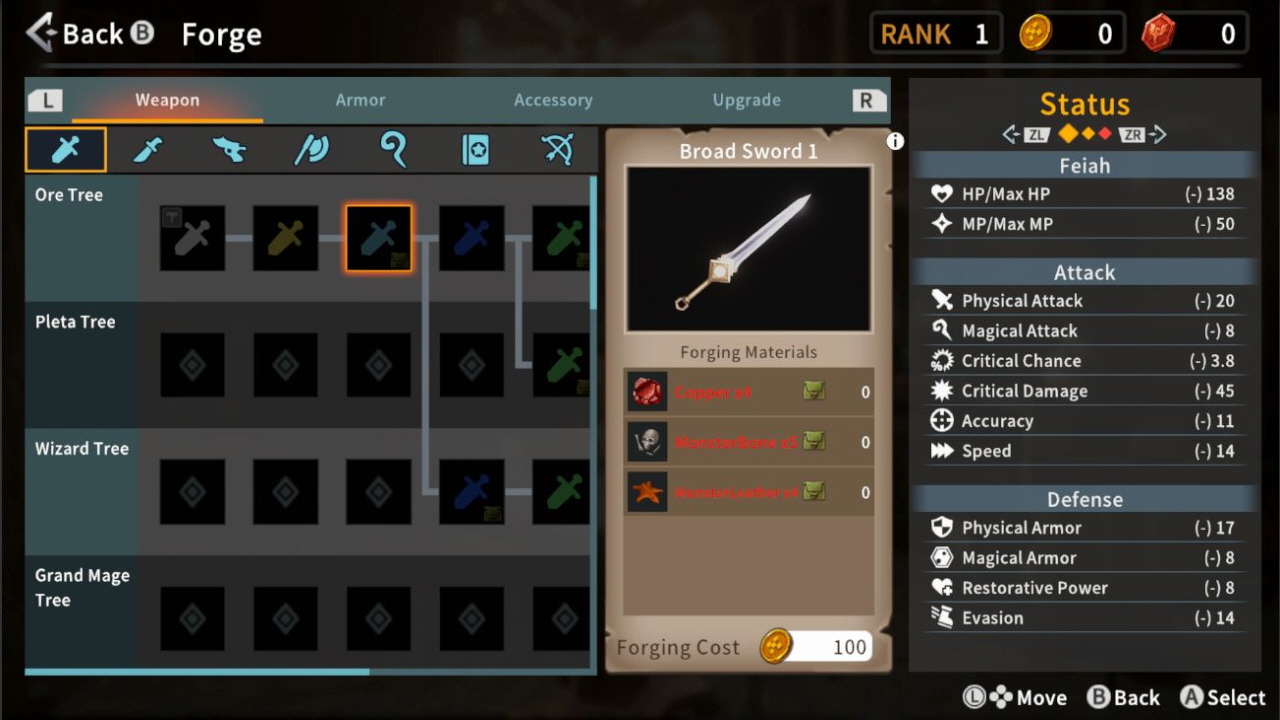 Back B Forge
RANK 1 0 0
L Weapon Armor Accessory Upgrade R
Ore Tree
Pleta Tree
Wizard Tree
Grand Mage
Tree
Broad Sword 1
Forging Materials
Copper x4 0
MonsterBone x5 0
0
Forging Cost 100
Status
ZL ZR
Feiah
HP/Max HP (-) 138
MP/Max MP (-) 50
Attack
Physical Attack (-) 20
Magical Attack (-) 8
Critical Chance (-) 3.8
Critical Damage (-) 45
Accuracy (-) 11
Speed (-) 14
Defense
Physical Armor (-) 17
Magical Armor (-) 8
Restorative Power (-) 8
Evasion (-) 14
L Move B Back A Select